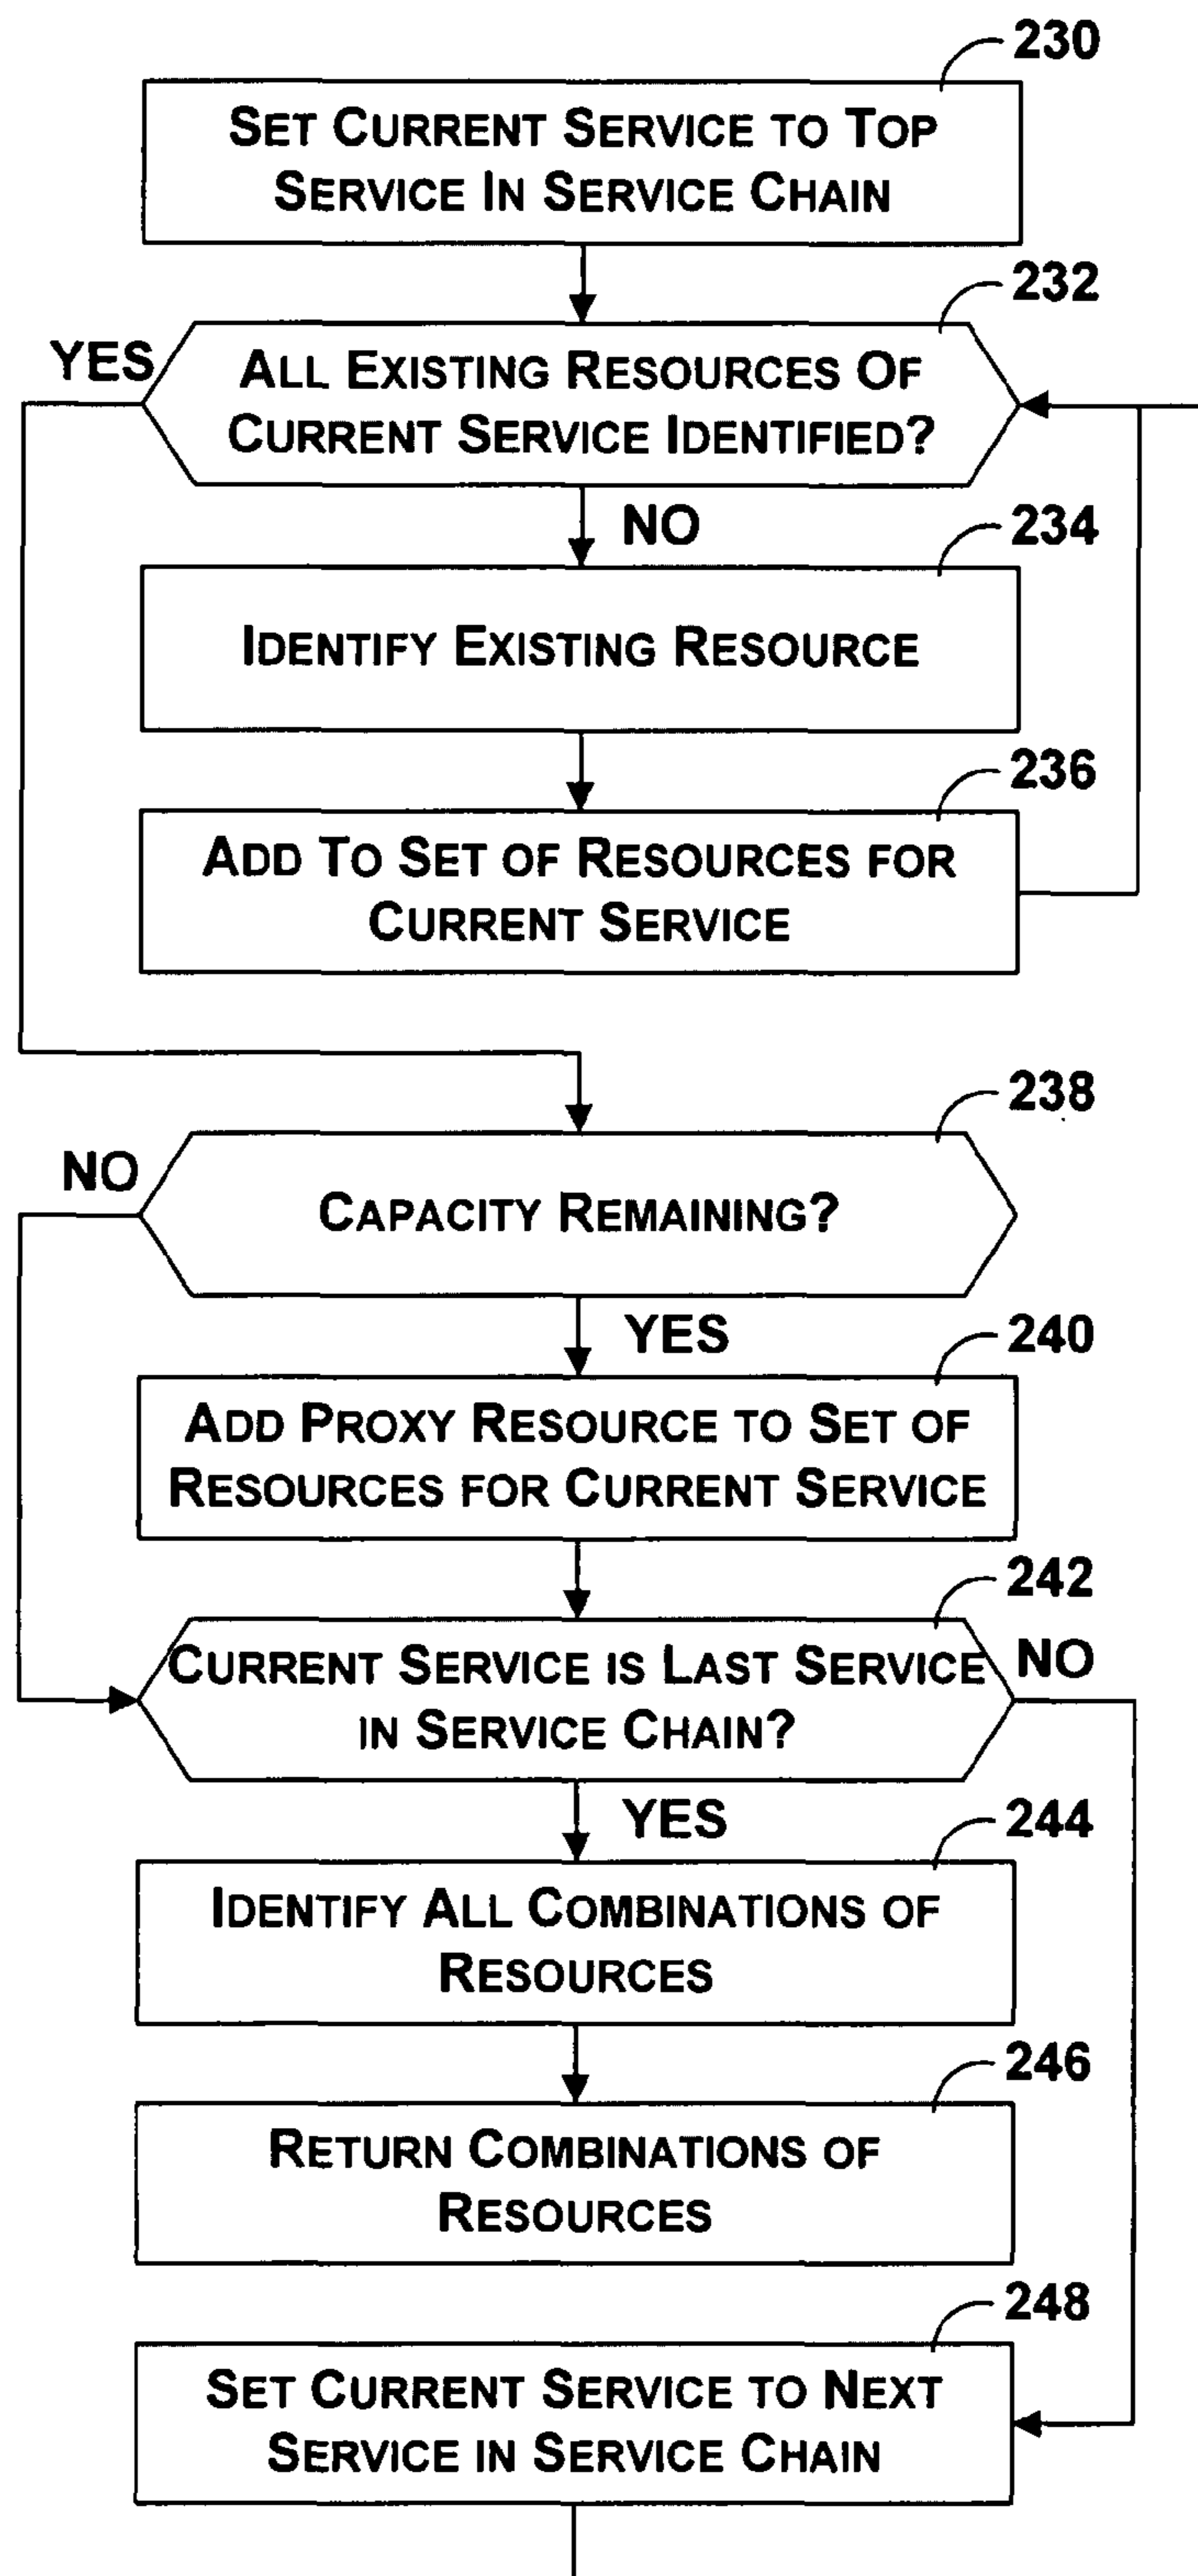 230
SET CURRENT SERVICE TO TOP
SERVICE IN SERVICE CHAIN
232
YES
ALL EXISTING RESOURCES OF
CURRENT SERVICE IDENTIFIED?
NO
234
IDENTIFY EXISTING RESOURCE
236
ADD TO SET OF RESOURCES FOR
CURRENT SERVICE
238
NO
CAPACITY REMAINING?
YES
240
ADD PROXY RESOURCE TO SET OF
RESOURCES FOR CURRENT SERVICE
242
CURRENT SERVICE IS LAST SERVICE
IN SERVICE CHAIN?
NO
YES
244
IDENTIFY ALL COMBINATIONS OF
RESOURCES
246
RETURN COMBINATIONS OF
RESOURCES
248
SET CURRENT SERVICE TO NEXT
SERVICE IN SERVICE CHAIN